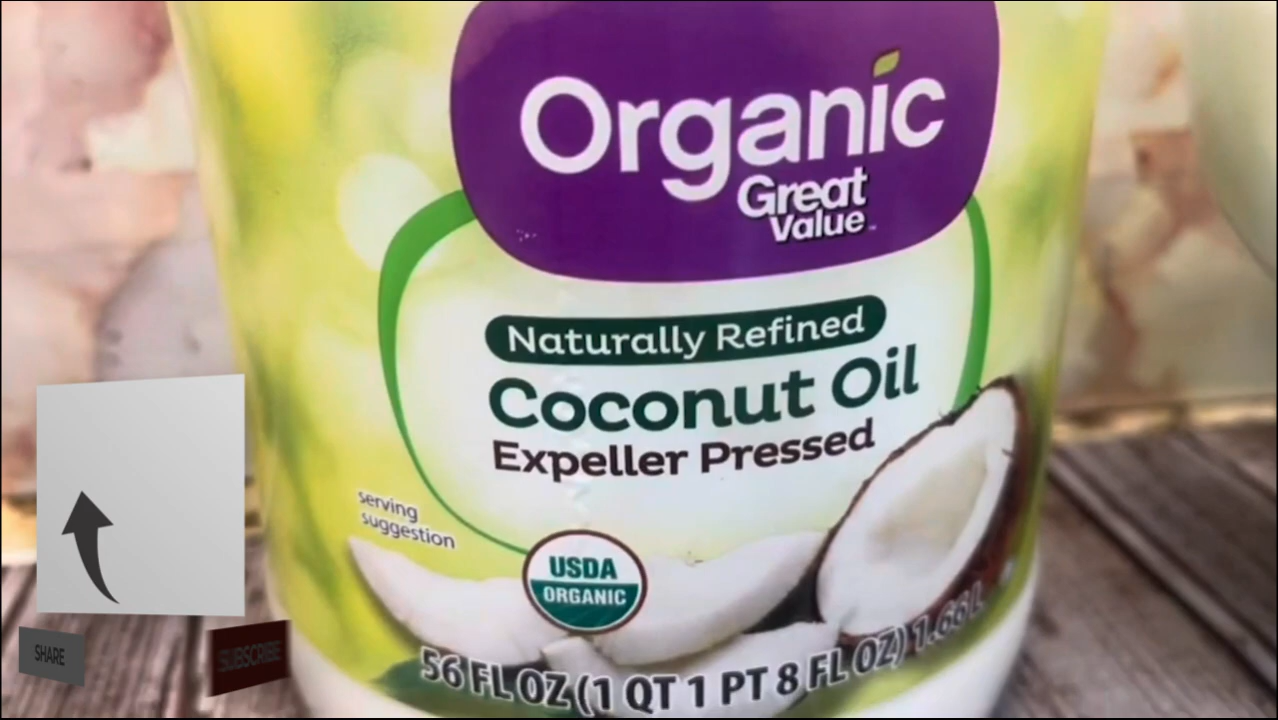 Organic
Great
Value™
Naturally Refined
Coconut Oil
Expeller Pressed
serving
suggestion
USDA
ORGANIC
56 FL OZ (1 QT 1 PT 8 FL OZ) 1.66 L
SHARE
SUBSCRIBE